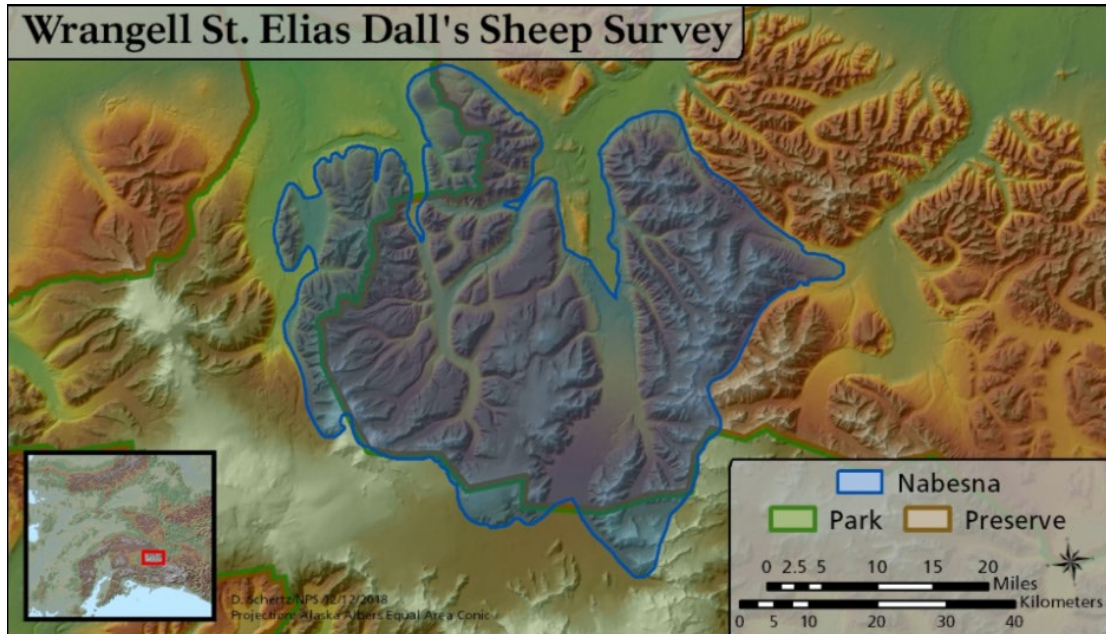 Wrangell St. Elias Dall's Sheep Survey
Nabesna
Park Preserve
0 2.5 5 10 15 20
Miles
Kilometers
0 5 10 20 30 40
D. Schertz/NPS 12/12/2018
Projection: Alaska Albers Equal Area Conic